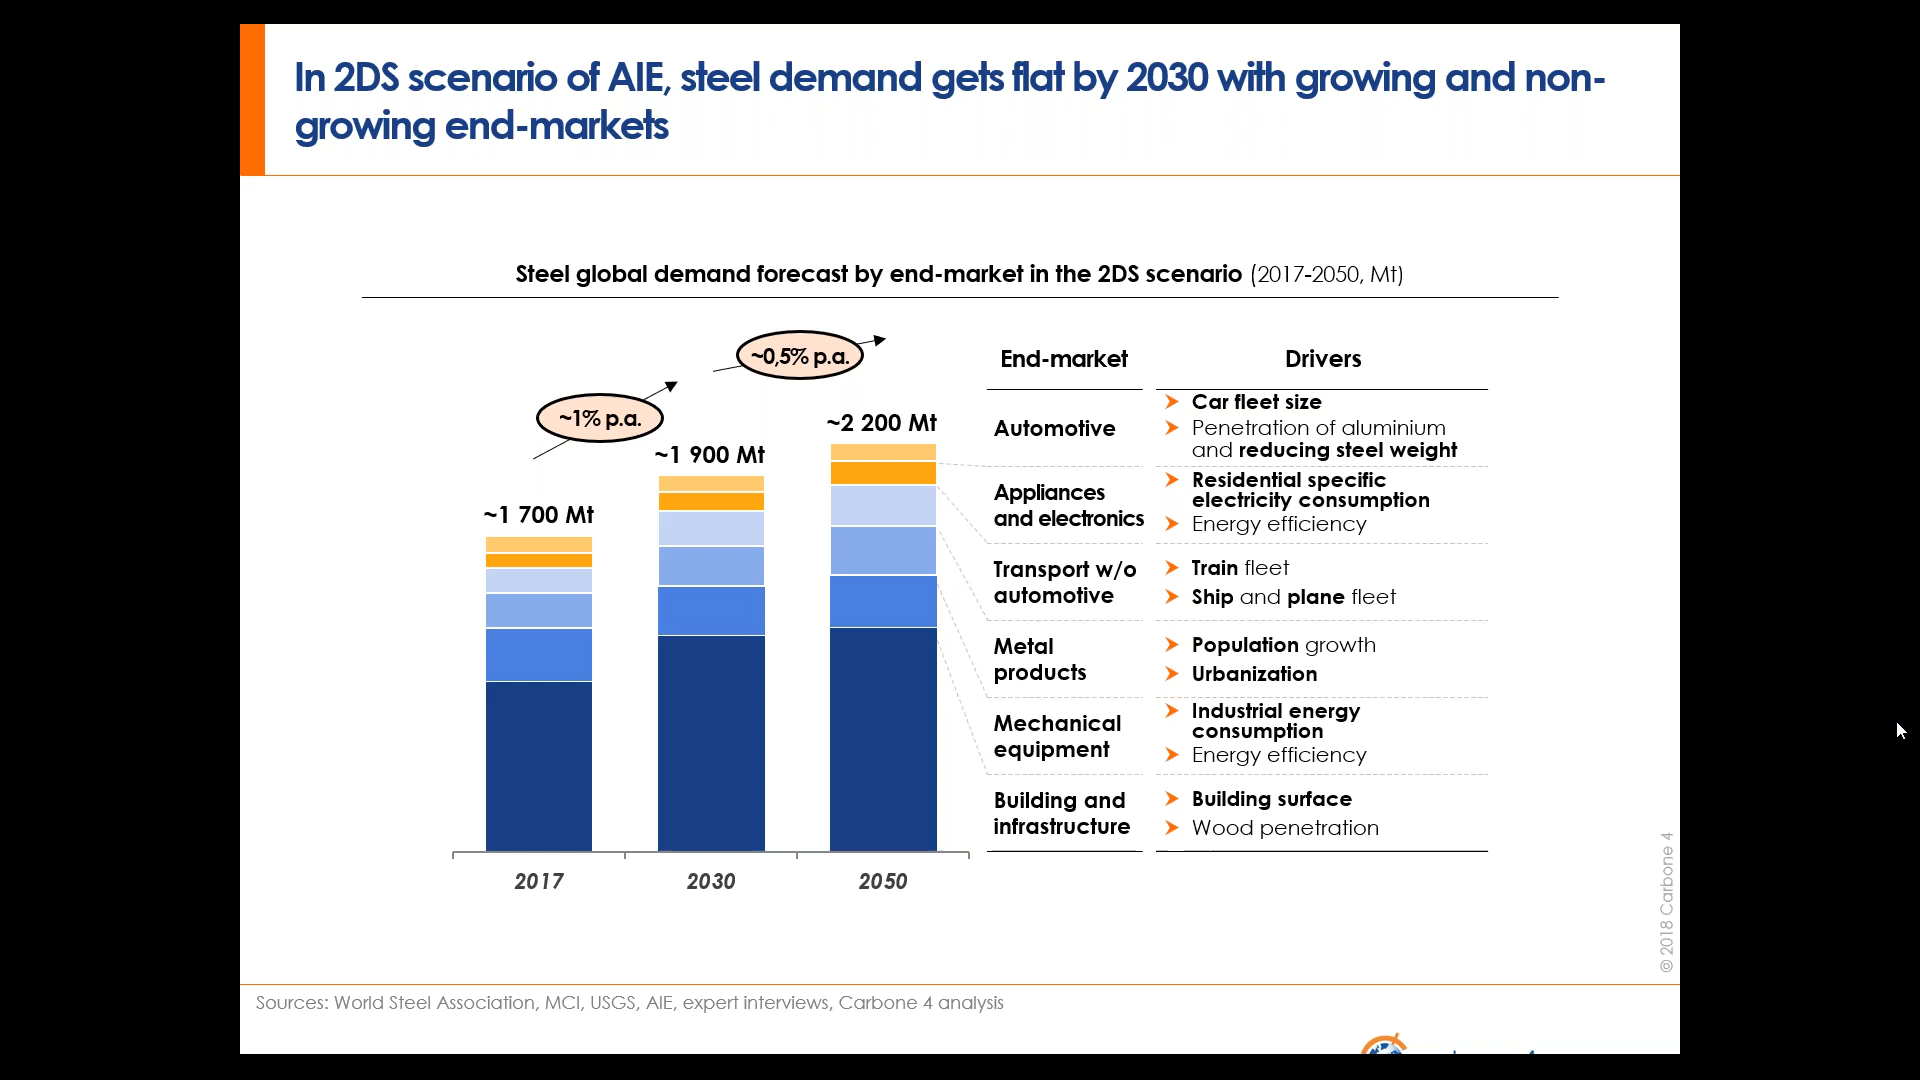 In 2DS scenario of AIE, steel demand gets flat by 2030 with growing and non-
growing end-markets
Steel global demand forecast by end-market in the 2DS scenario (2017-2050, Mt)
~0,5% p.a.
~1% p.a.
~1 700 Mt
~1 900 Mt
~2 200 Mt
2017
2030
2050
End-market
Drivers
Automotive
Car fleet size
Penetration of aluminium
and reducing steel weight
Appliances
and electronics
Residential specific
electricity consumption
Energy efficiency
Transport w/o
automotive
Train fleet
Ship and plane fleet
Metal
products
Population growth
Urbanization
Mechanical
equipment
Industrial energy
consumption
Energy efficiency
Building and
infrastructure
Building surface
Wood penetration
© 2018 Carbone 4
Sources: World Steel Association, MCI, USGS, AIE, expert interviews, Carbone 4 analysis